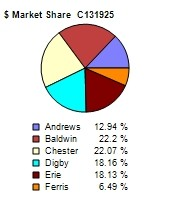 $ Market Share C131925
Andrews 12.94 %
Baldwin 22.2 %
Chester 22.07 %
Digby 18.16 %
Erie 18.13 %
Ferris 6.49 %